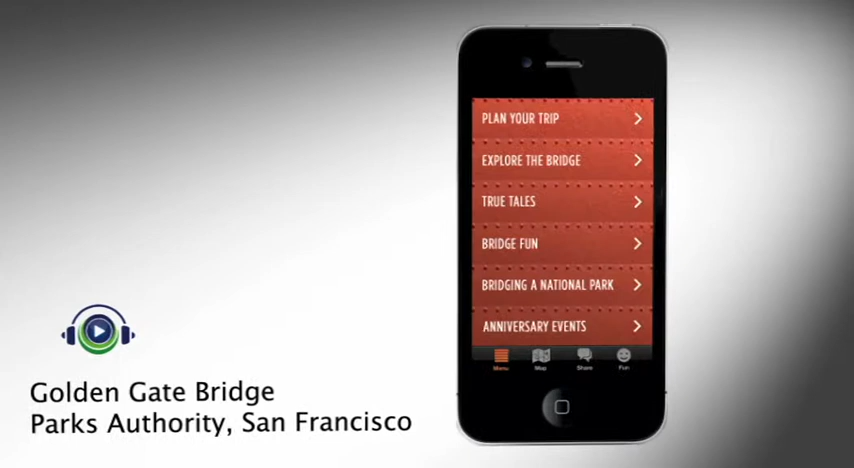 PLAN YOUR TRIP
EXPLORE THE BRIDGE
TRUE TALES
BRIDGE FUN
BRIDGING A NATIONAL PARK
ANNIVERSARY EVENTS
Menu Map Share Fun
Golden Gate Bridge
Parks Authority, San Francisco